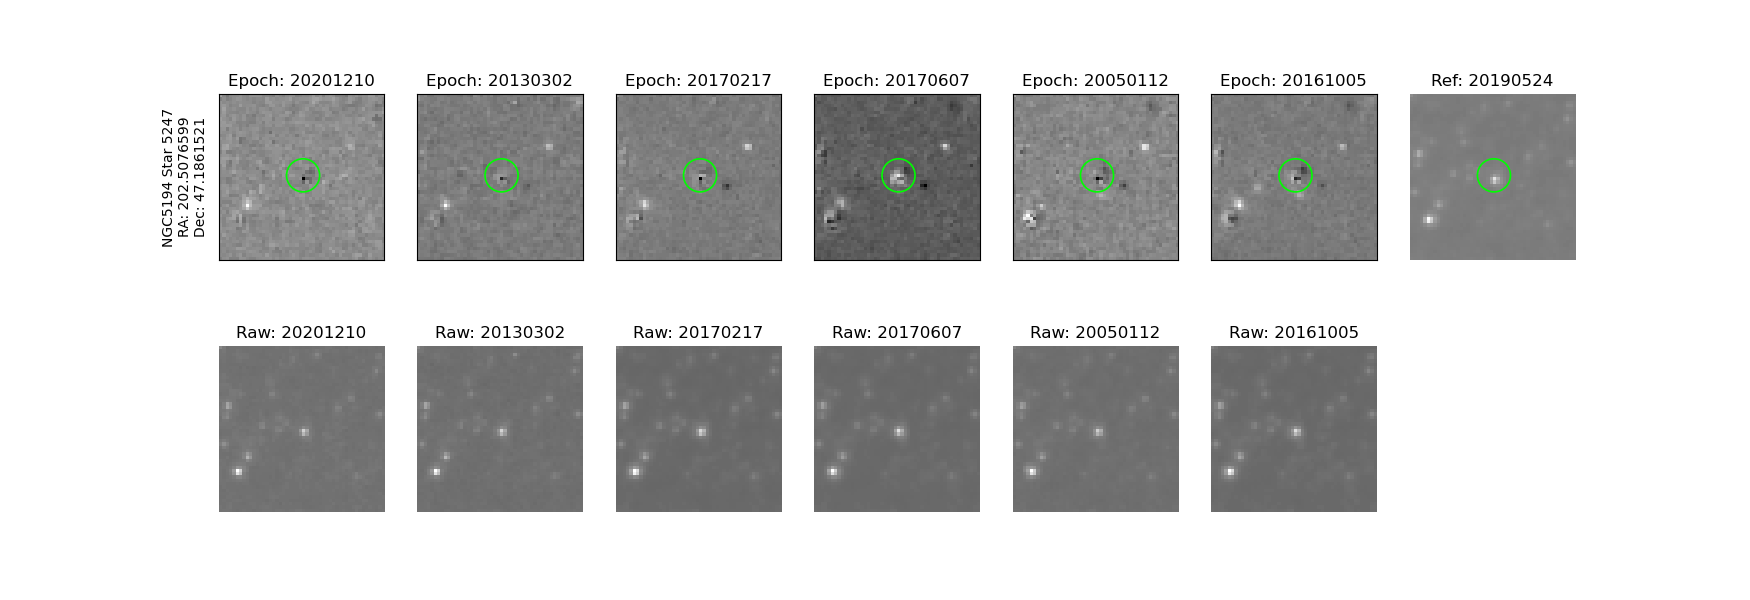 NGC5194 Star 5247
RA: 202.5076599
Dec: 47.1861521
Epoch: 20201210
Epoch: 20130302
Epoch: 20170217
Epoch: 20170607
Epoch: 20050112
Epoch: 20161005
Ref: 20190524
Raw: 20201210
Raw: 20130302
Raw: 20170217
Raw: 20170607
Raw: 20050112
Raw: 20161005